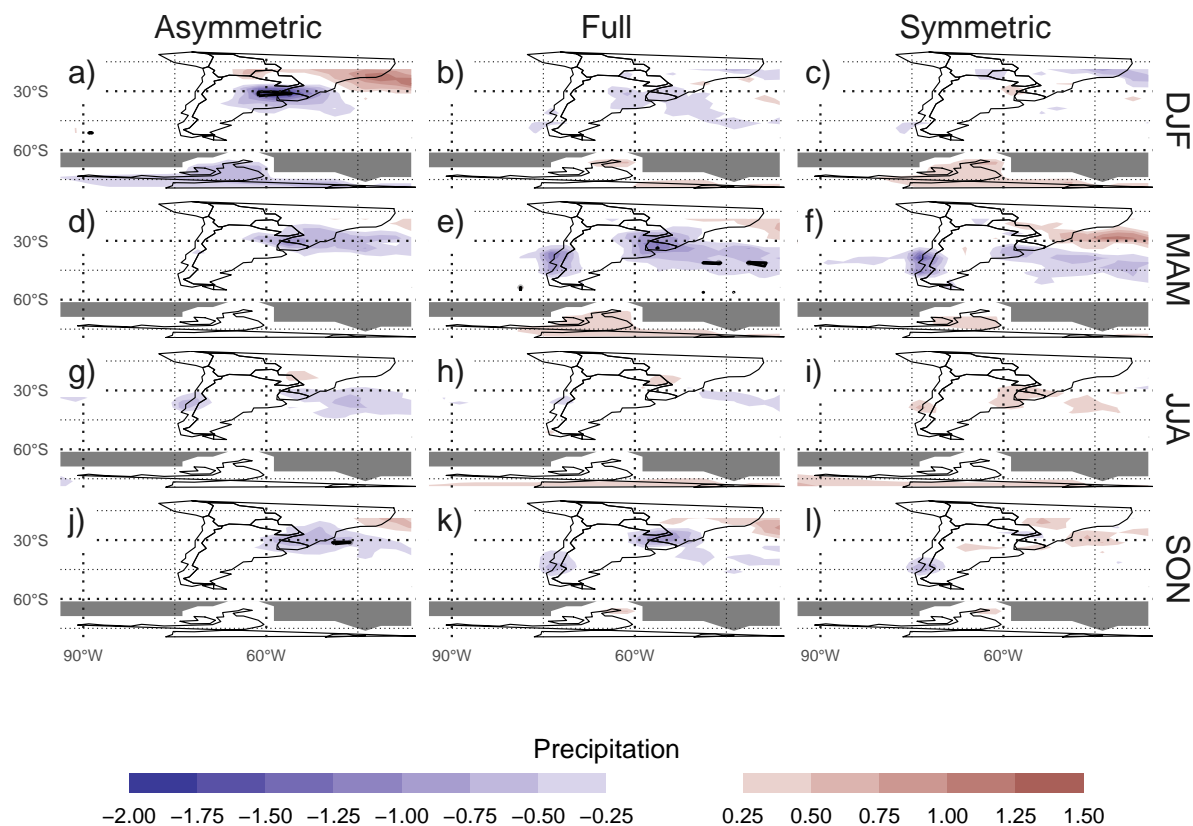 Asymmetric Full Symmetric
a) b) c)
30°S
DJF
60°S
d) e) f)
30°S
MAM
60°S
g) h) i)
30°S
JJA
60°S
j) k) l)
30°S
SON
60°S
90°W 60°W 60°W 90°W 60°W
Precipitation
−2.00 −1.75 −1.50 −1.25 −1.00 −0.75 −0.50 −0.25 0.25 0.50 0.75 1.00 1.25 1.50